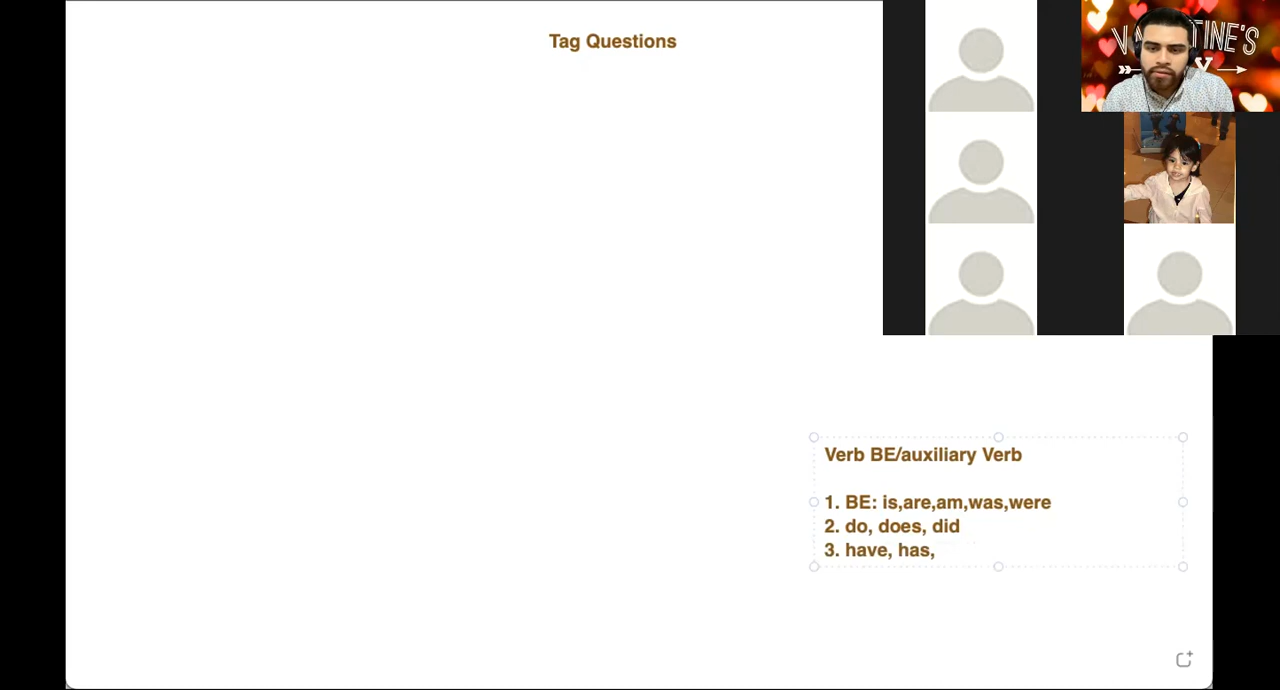 Tag Questions
VALENTINE'S
Verb BE/auxiliary Verb
1. BE: is,are,am,was,were
2. do, does, did
3. have, has,